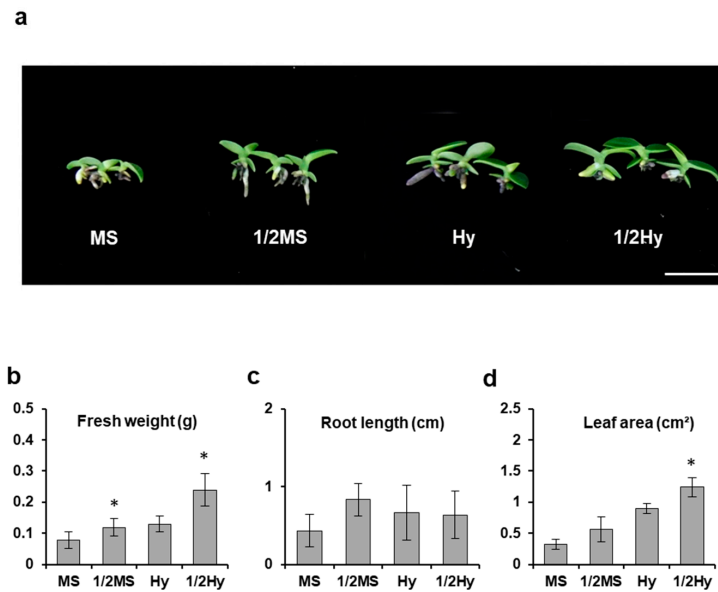 a
MS
1/2MS
Hy
1/2Hy
b
Fresh weight (g)
0.5
0.4
0.3
0.2
0.1
0
*
*
MS
1/2MS
Hy
1/2Hy
c
Root length (cm)
2
1
0
MS
1/2MS
Hy
1/2Hy
d
Leaf area (cm²)
2.5
2
1.5
1
0.5
0
*
MS
1/2MS
Hy
1/2Hy